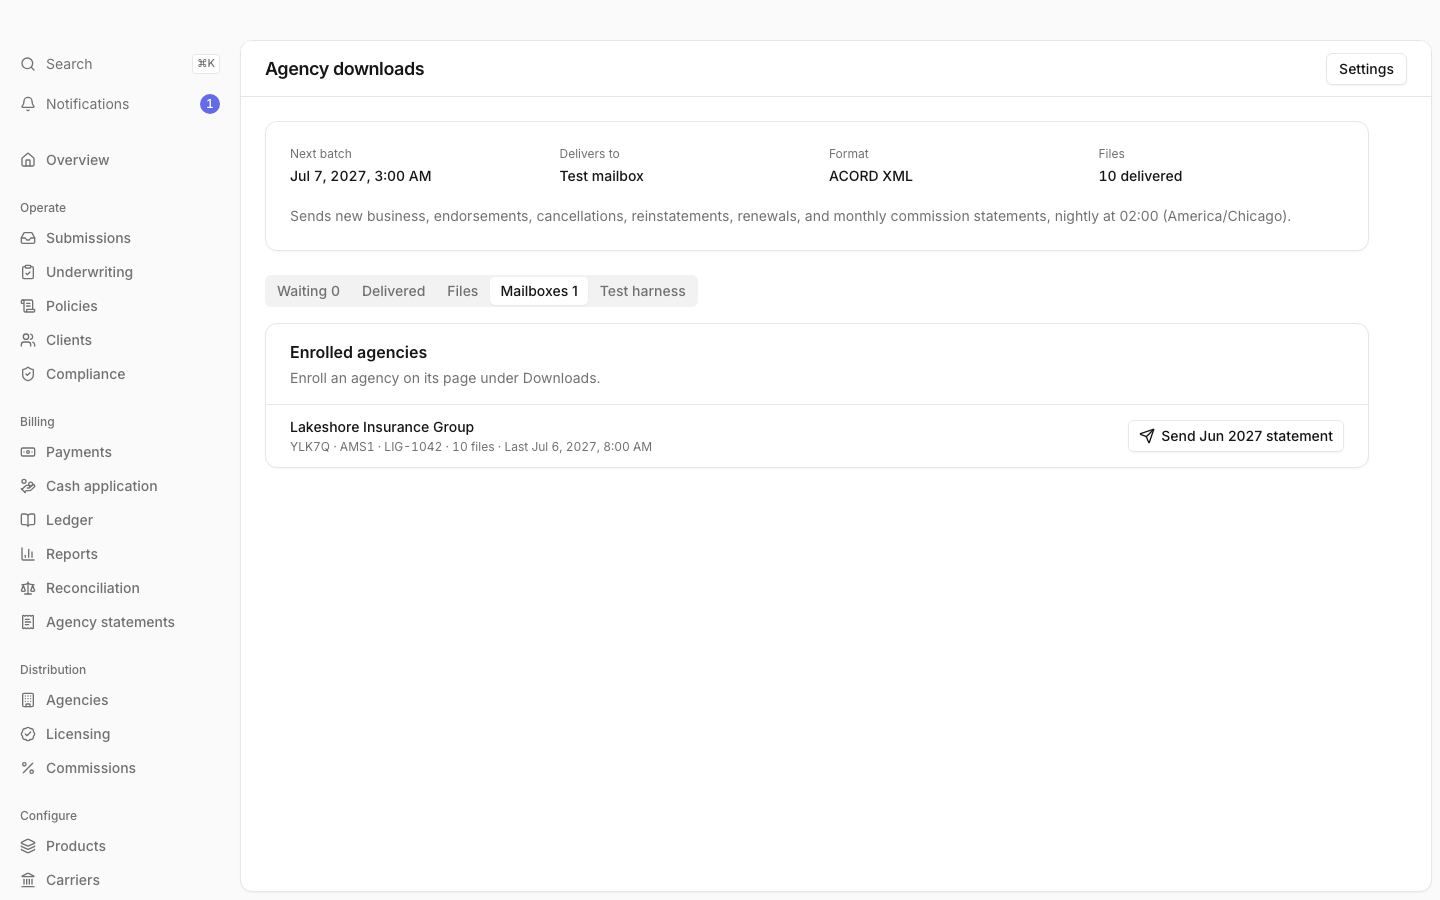 Search
⌘K
Notifications
1
Overview
Operate
Submissions
Underwriting
Policies
Clients
Compliance
Billing
Payments
Cash application
Ledger
Reports
Reconciliation
Agency statements
Distribution
Agencies
Licensing
Commissions
Configure
Products
Carriers
Agency downloads
Settings
Next batch
Jul 7, 2027, 3:00 AM
Delivers to
Test mailbox
Format
ACORD XML
Files
10 delivered
Sends new business, endorsements, cancellations, reinstatements, renewals, and monthly commission statements, nightly at 02:00 (America/Chicago).
Waiting 0
Delivered
Files
Mailboxes 1
Test harness
Enrolled agencies
Enroll an agency on its page under Downloads.
Lakeshore Insurance Group
YLK7Q · AMS1 · LIG-1042 · 10 files · Last Jul 6, 2027, 8:00 AM
Send Jun 2027 statement